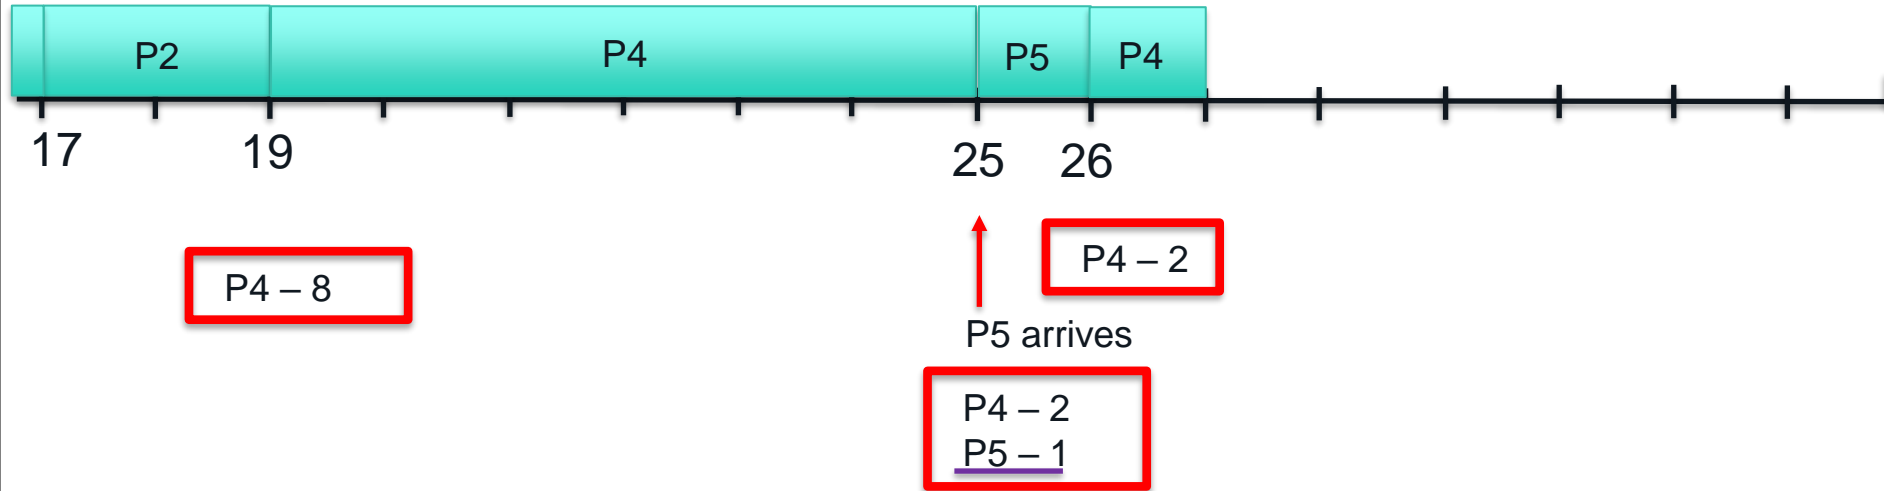 P2 P4 P5 P4
17 19 25 26
P4 – 8
P4 – 2
P5 arrives
P4 – 2
P5 – 1